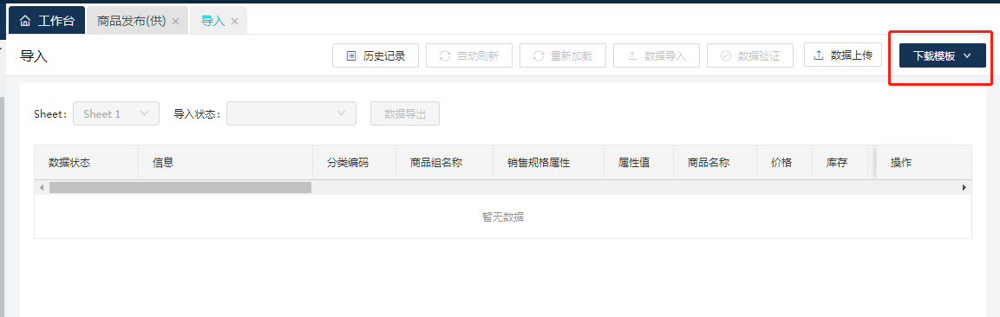 工作台 商品发布(供) 导入
导入 历史记录 自动刷新 重新加载 数据导入 数据验证 数据上传 下载模板
Sheet: Sheet 1 导入状态: 数据导出
数据状态 信息 分类编码 商品组名称 销售规格属性 属性值 商品名称 价格 库存 操作
暂无数据